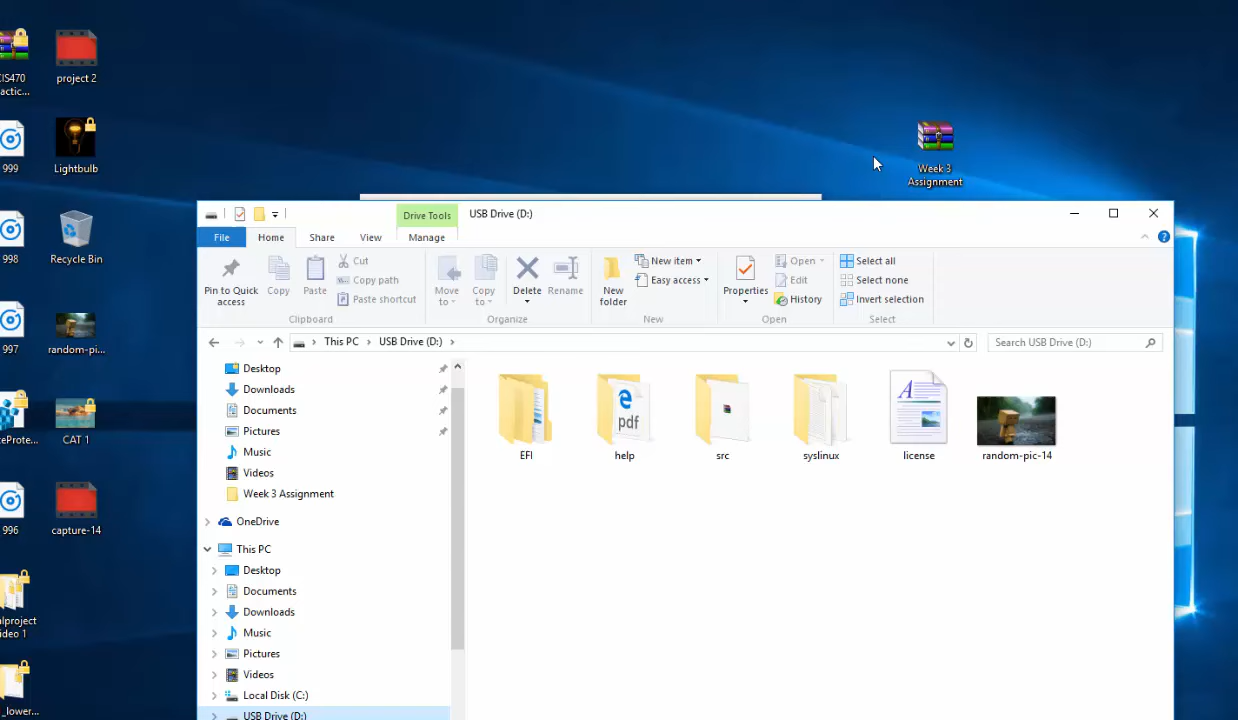 CIS470
actic...
project 2
999
Lightbulb
998
Recycle Bin
997
random-pi...
teProte...
CAT 1
996
capture-14
alproject
ideo 1
_lower...
Week 3
Assignment
Drive Tools
USB Drive (D:)
File
Home
Share
View
Manage
Pin to Quick
access
Copy
Paste
Cut
Copy path
Paste shortcut
Clipboard
Move
to
Copy
to
Delete
Rename
Organize
New
folder
New item
Easy access
New
Properties
Open
Edit
History
Open
Select all
Select none
Invert selection
Select
This PC
USB Drive (D:)
Search USB Drive (D:)
Desktop
Downloads
Documents
Pictures
Music
Videos
Week 3 Assignment
OneDrive
This PC
Desktop
Documents
Downloads
Music
Pictures
Videos
Local Disk (C:)
USB Drive (D:)
pdf
EFI
help
src
syslinux
license
random-pic-14